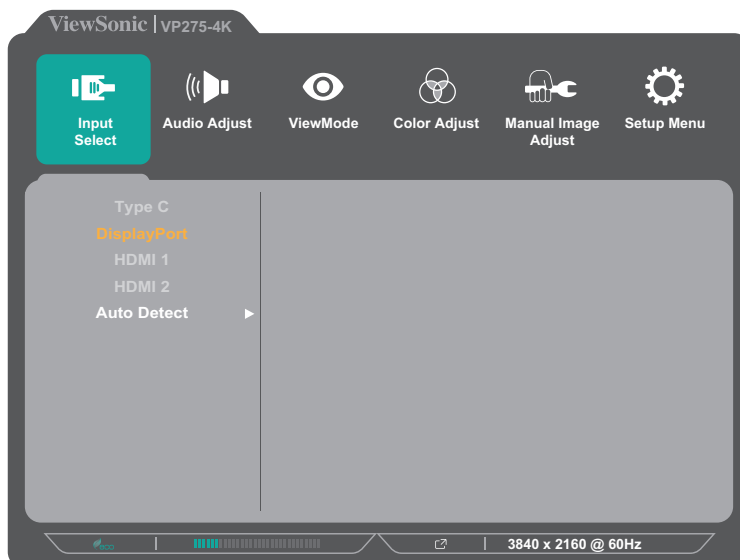 ViewSonic | VP275-4K
Input
Select
Audio Adjust
ViewMode
Color Adjust
Manual Image
Adjust
Setup Menu
Type C
DisplayPort
HDMI 1
HDMI 2
Auto Detect
eco
3840 x 2160 @ 60Hz